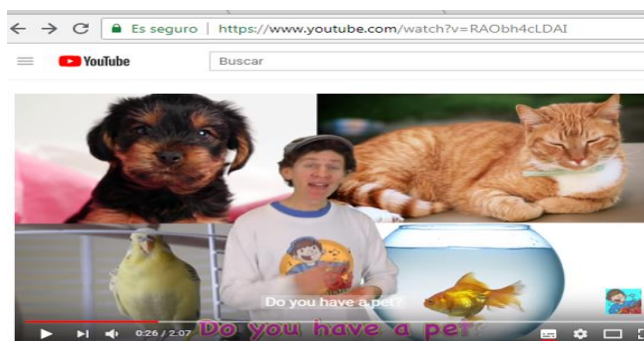 Es seguro | https://www.youtube.com/watch?v=RAObh4cLDAI
YouTube
Buscar
Do you have a pet?
0:26 / 2:07
Do you have a pet?